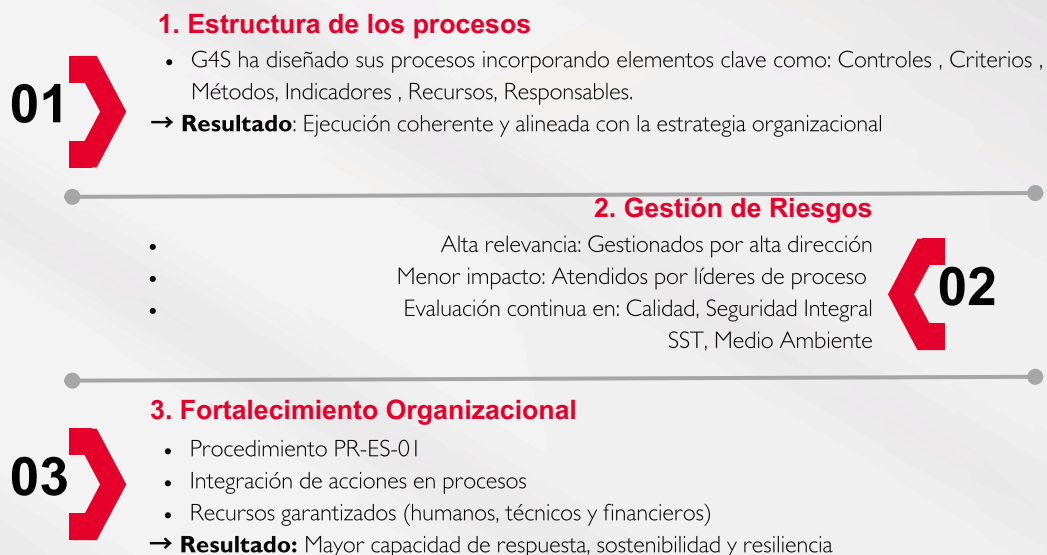 1. Estructura de los procesos
• G4S ha diseñado sus procesos incorporando elementos clave como: Controles , Criterios ,
Métodos, Indicadores , Recursos, Responsables.
01
→ Resultado: Ejecución coherente y alineada con la estrategia organizacional
2. Gestión de Riesgos
• Alta relevancia: Gestionados por alta dirección
• Menor impacto: Atendidos por líderes de proceso
02
• Evaluación continua en: Calidad, Seguridad Integral
SST, Medio Ambiente
3. Fortalecimiento Organizacional
• Procedimiento PR-ES-01
• Integración de acciones en procesos
03
• Recursos garantizados (humanos, técnicos y financieros)
→ Resultado: Mayor capacidad de respuesta, sostenibilidad y resiliencia